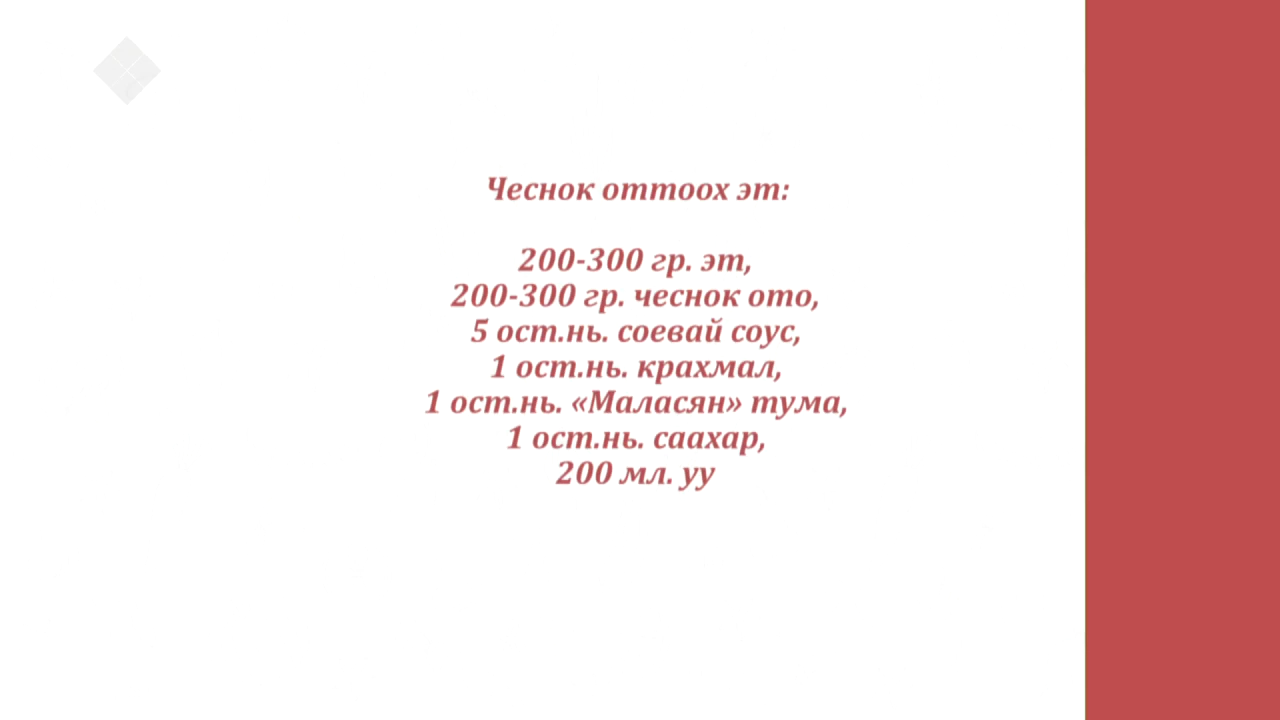 Чеснок оттоох эт:
200-300 гр. эт,
200-300 гр. чеснок ото,
5 ост.нь. соевай соус,
1 ост.нь. крахмал,
1 ост.нь. «Маласян» тума,
1 ост.нь. саахар,
200 мл. уу